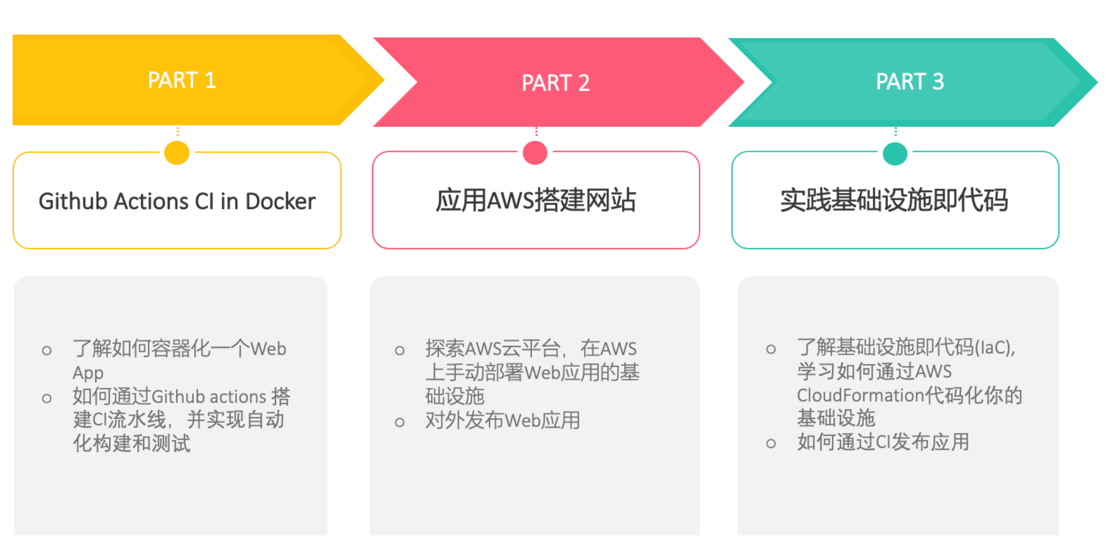 PART 1
PART 2
PART 3
Github Actions CI in Docker
应用AWS搭建网站
实践基础设施即代码
○ 了解如何容器化一个Web
App
○ 如何通过Github actions 搭
建CI流水线，并实现自动
化构建和测试
○ 探索AWS云平台，在AWS
上手动部署Web应用的基
础设施
○ 对外发布Web应用
○ 了解基础设施即代码(IaC),
学习如何通过AWS
CloudFormation代码化你的
基础设施
○ 如何通过CI发布应用